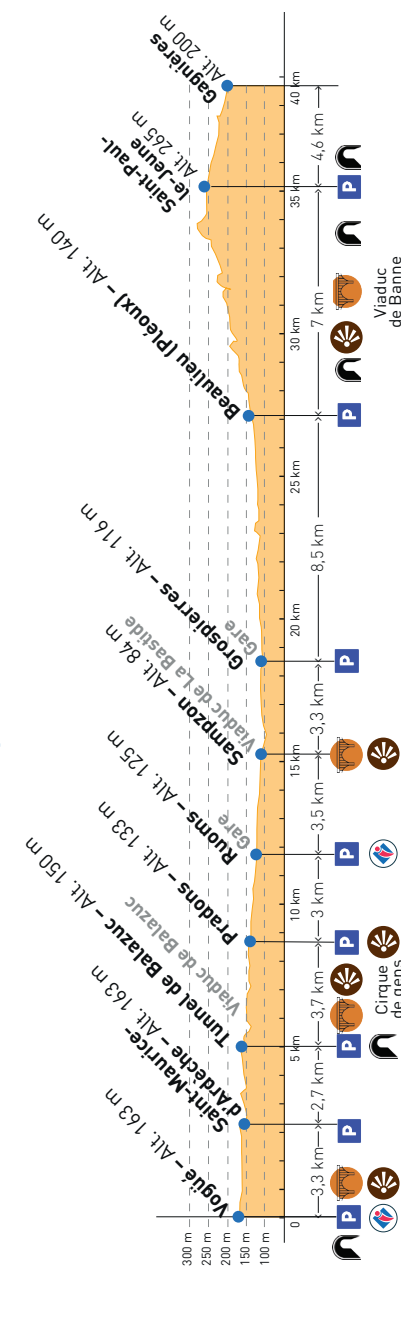 Vogüé – Alt. 163 m
Saint-Maurice-
d'Ardèche – Alt. 163 m
Tunnel de Balazuc – Alt. 150 m
Viaduc de Balazuc
Pradons – Alt. 133 m
Ruoms – Alt. 125 m
Gare
Sampzon – Alt. 84 m
Viaduc de La Bastide
Grospierres – Alt. 116 m
Gare
Beaulieu (Pléoux) – Alt. 140 m
Saint-Paul-
le-Jeune
Alt. 265 m
Gagnières
Alt. 200 m
300 m
250 m
200 m
150 m
100 m
0
5 km
10 km
15 km
20 km
25 km
30 km
35 km
40 km
3,3 km
2,7 km
3,7 km
3 km
3,5 km
3,3 km
8,5 km
7 km
4,6 km
P
P
P
P
P
P
P
P
Cirque
de gens
Viaduc
de Banne